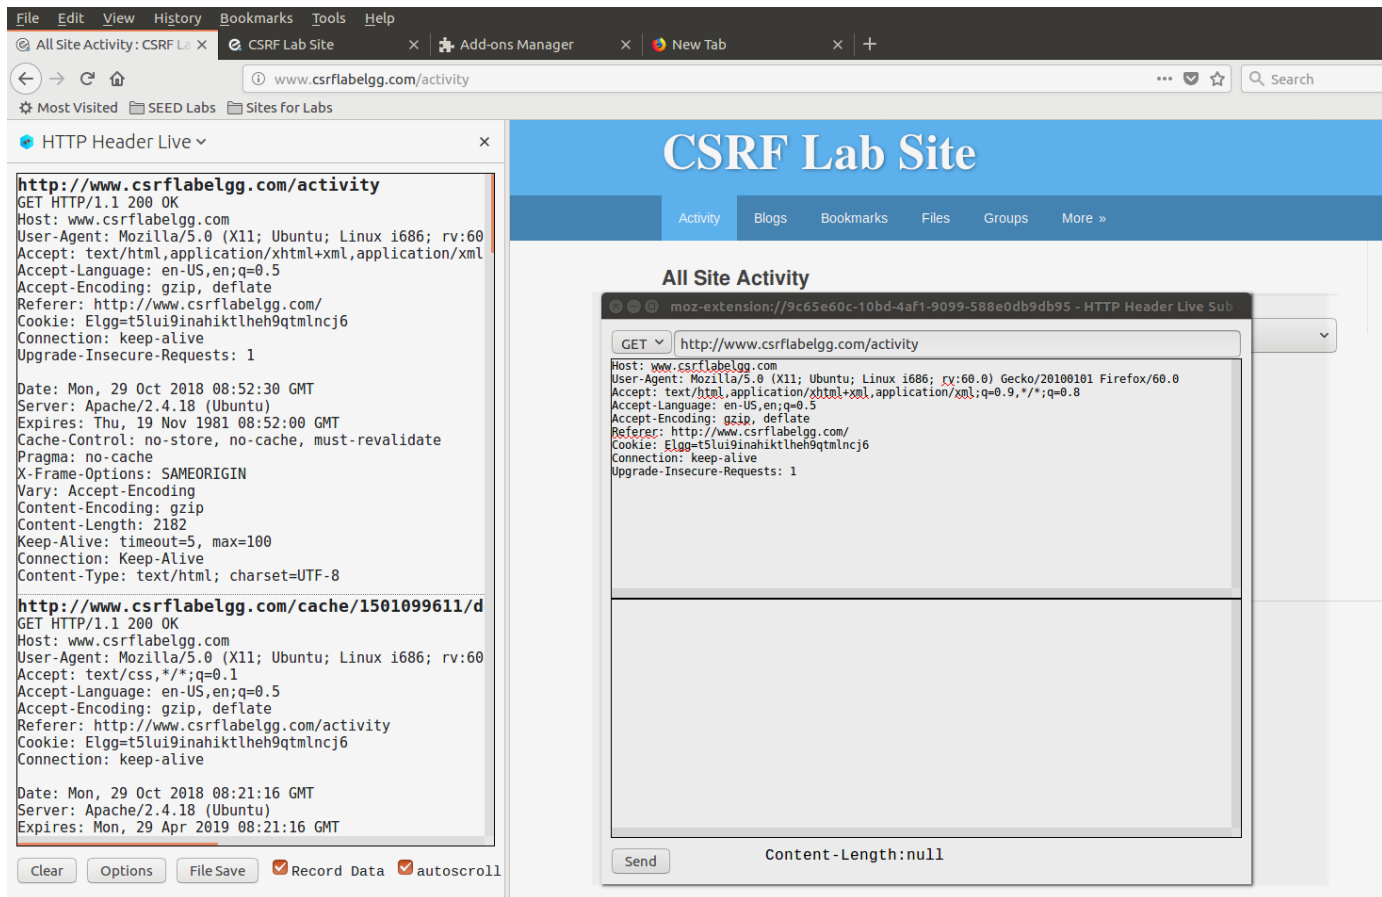 File Edit View History Bookmarks Tools Help
All Site Activity : CSRF La × CSRF Lab Site × Add-ons Manager × New Tab × +
www.csrflabelgg.com/activity ••• Search
Most Visited SEED Labs Sites for Labs
HTTP Header Live ×
http://www.csrflabelgg.com/activity
GET HTTP/1.1 200 OK
Host: www.csrflabelgg.com
User-Agent: Mozilla/5.0 (X11; Ubuntu; Linux i686; rv:60
Accept: text/html,application/xhtml+xml,application/xml
Accept-Language: en-US,en;q=0.5
Accept-Encoding: gzip, deflate
Referer: http://www.csrflabelgg.com/
Cookie: Elgg=t5lui9inahiktlheh9qtmlncj6
Connection: keep-alive
Upgrade-Insecure-Requests: 1
Date: Mon, 29 Oct 2018 08:52:30 GMT
Server: Apache/2.4.18 (Ubuntu)
Expires: Thu, 19 Nov 1981 08:52:00 GMT
Cache-Control: no-store, no-cache, must-revalidate
Pragma: no-cache
X-Frame-Options: SAMEORIGIN
Vary: Accept-Encoding
Content-Encoding: gzip
Content-Length: 2182
Keep-Alive: timeout=5, max=100
Connection: Keep-Alive
Content-Type: text/html; charset=UTF-8
http://www.csrflabelgg.com/cache/1501099611/d
GET HTTP/1.1 200 OK
Host: www.csrflabelgg.com
User-Agent: Mozilla/5.0 (X11; Ubuntu; Linux i686; rv:60
Accept: text/css,*/*;q=0.1
Accept-Language: en-US,en;q=0.5
Accept-Encoding: gzip, deflate
Referer: http://www.csrflabelgg.com/activity
Cookie: Elgg=t5lui9inahiktlheh9qtmlncj6
Connection: keep-alive
Date: Mon, 29 Oct 2018 08:21:16 GMT
Server: Apache/2.4.18 (Ubuntu)
Expires: Mon, 29 Apr 2019 08:21:16 GMT
Clear Options File Save Record Data autoscroll
CSRF Lab Site
Activity Blogs Bookmarks Files Groups More »
All Site Activity
moz-extension://9c65e60c-10bd-4af1-9099-588e0db9db95 - HTTP Header Live Sub
GET http://www.csrflabelgg.com/activity
Host: www.csrflabelgg.com
User-Agent: Mozilla/5.0 (X11; Ubuntu; Linux i686; rv:60.0) Gecko/20100101 Firefox/60.0
Accept: text/html,application/xhtml+xml,application/xml;q=0.9,*/*;q=0.8
Accept-Language: en-US,en;q=0.5
Accept-Encoding: gzip, deflate
Referer: http://www.csrflabelgg.com/
Cookie: Elgg=t5lui9inahiktlheh9qtmlncj6
Connection: keep-alive
Upgrade-Insecure-Requests: 1
Send Content-Length:null